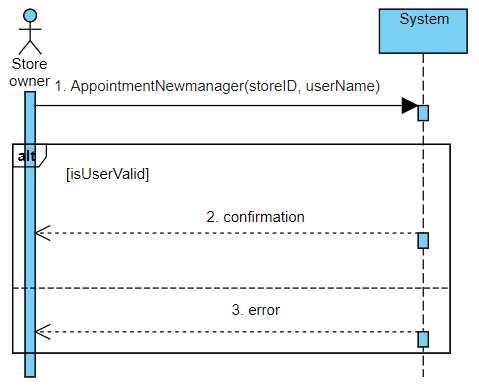 System
Store
owner
1. AppointmentNewmanager(storeID, userName)
alt
[isUserValid]
2. confirmation
3. error